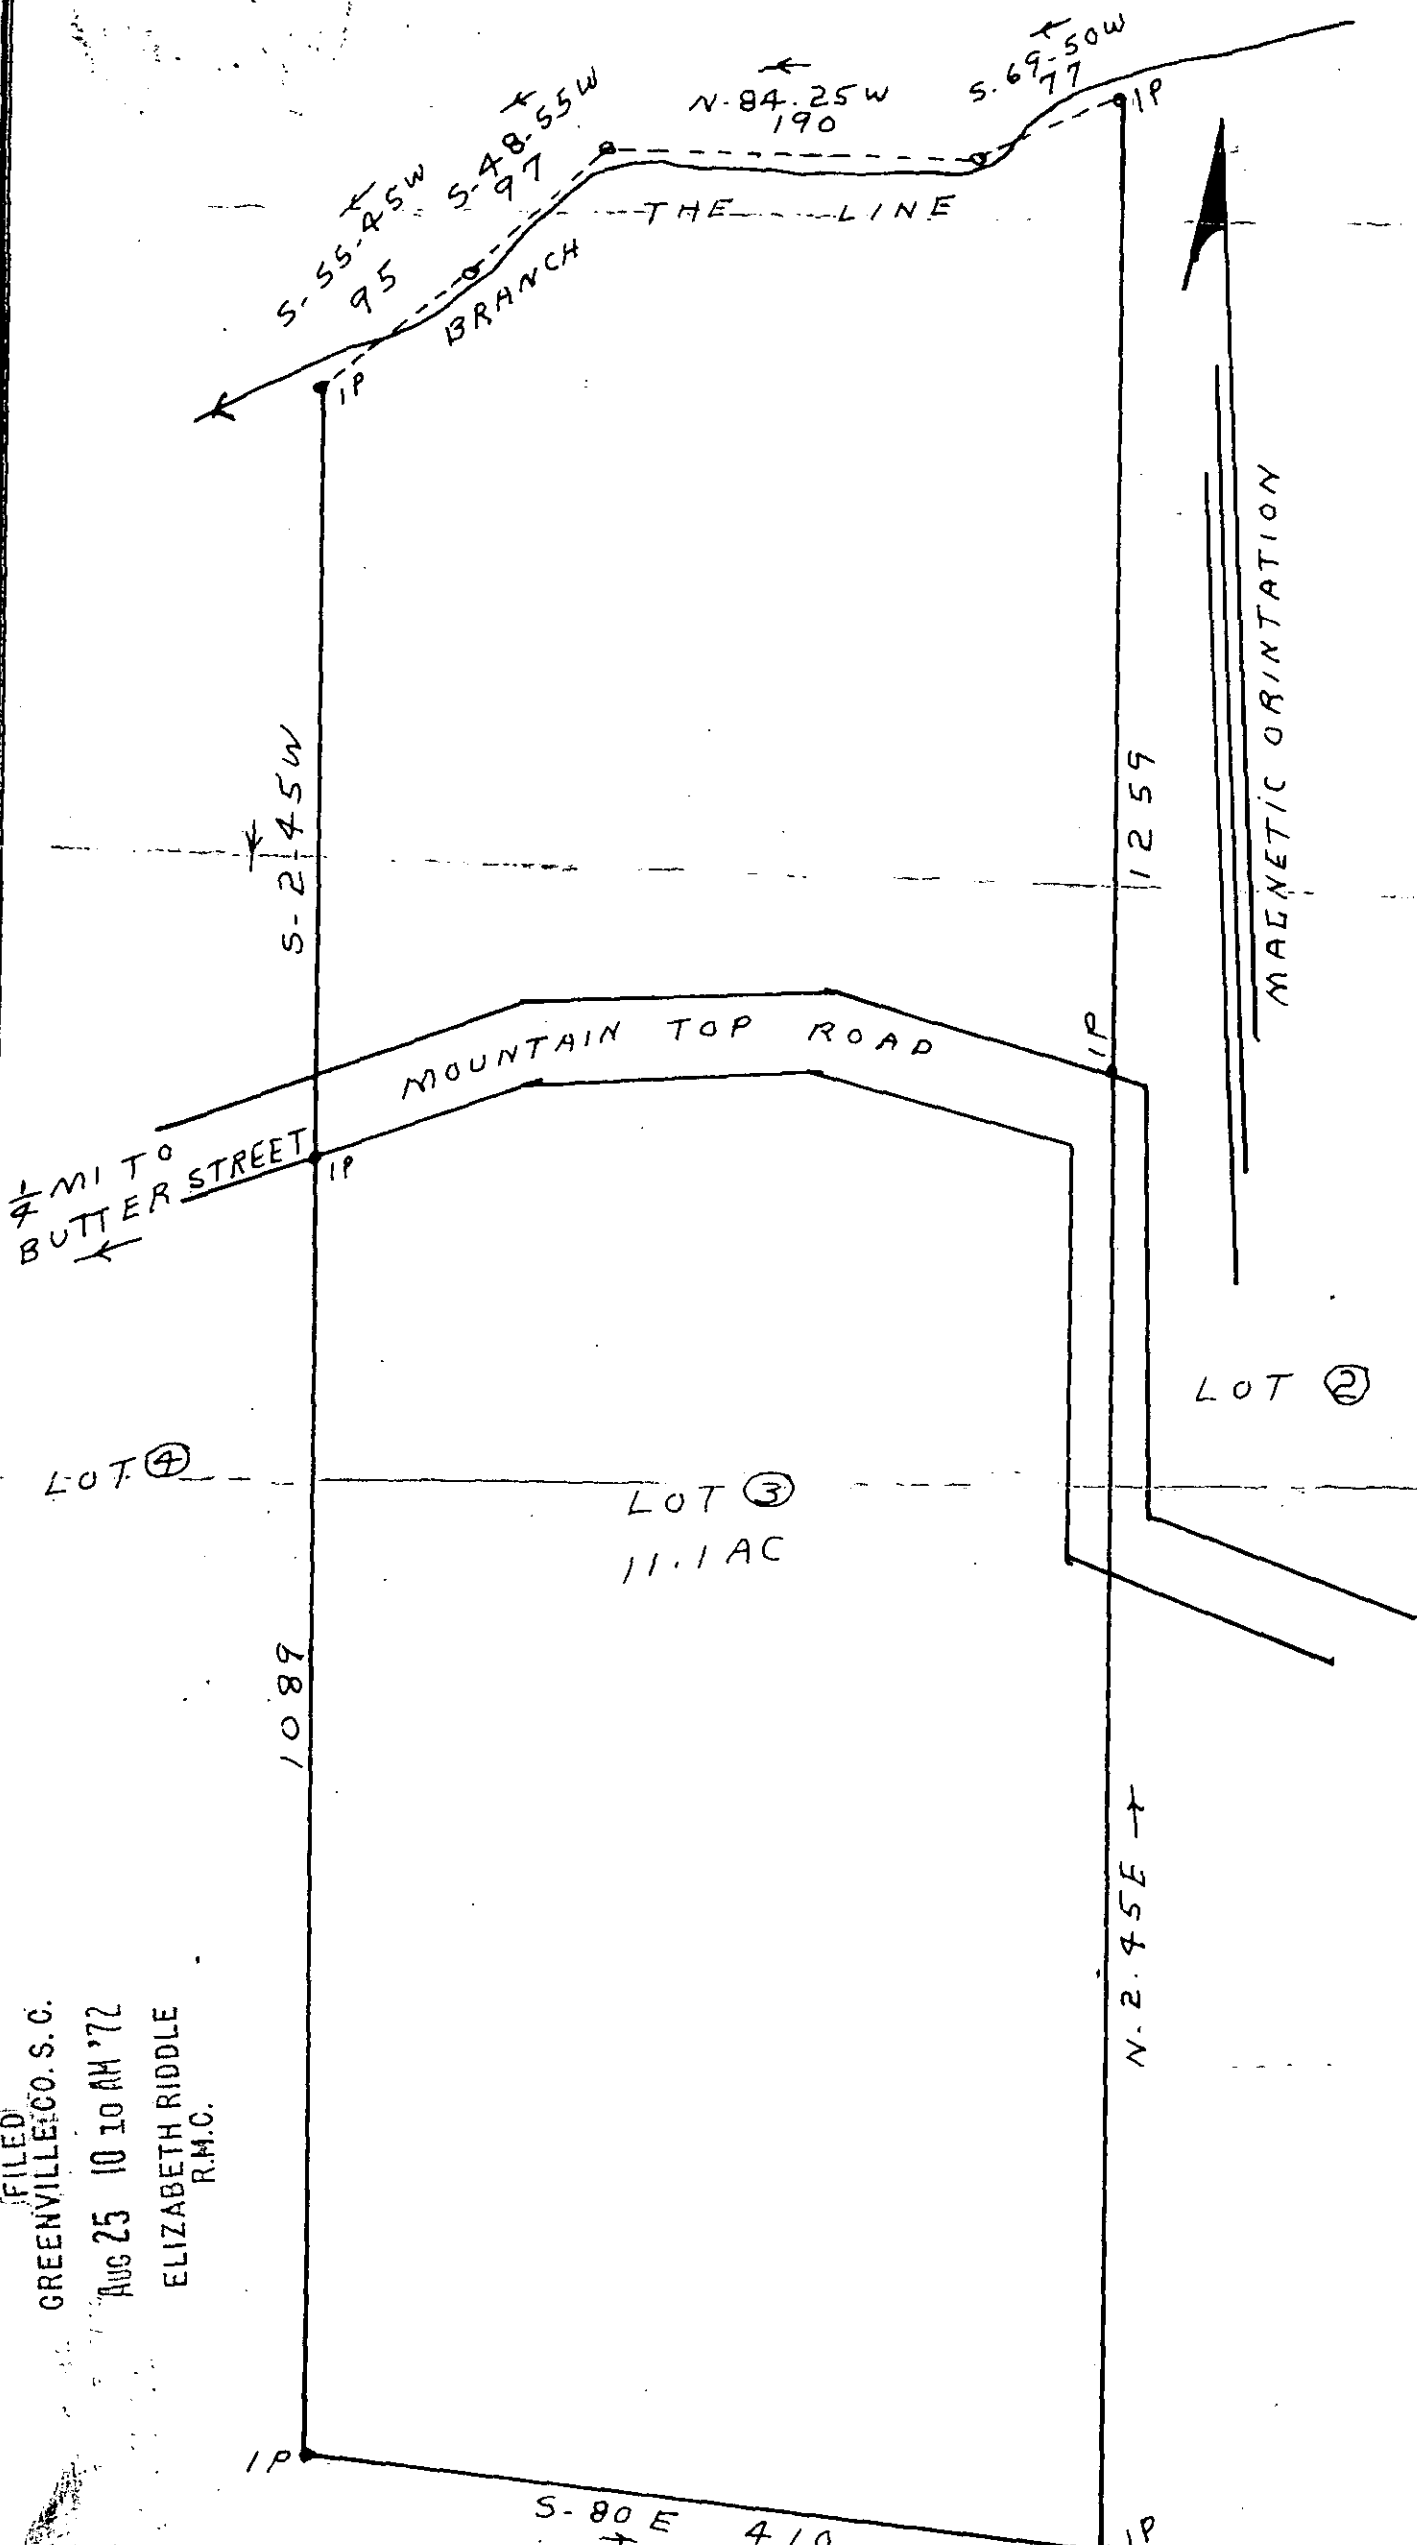 S. 69-50W
77
N-84.25W
190
S-48-55W
97
S-55-45W
95
IP
IP
THE LINE
BRANCH
MAGNETIC ORINTATION
S-2-45W
1259
MOUNTAIN TOP ROAD
IP
IP
1/4 MI TO
BUTTER STREET
LOT 2
LOT 4
LOT 3
11.1 AC
1089
N-2.45E
FILED
GREENVILLE CO. S. C.
AUG 25 10 10 AM '72
ELIZABETH RIDDLE
R.M.C.
IP
S-80 E 410
IP